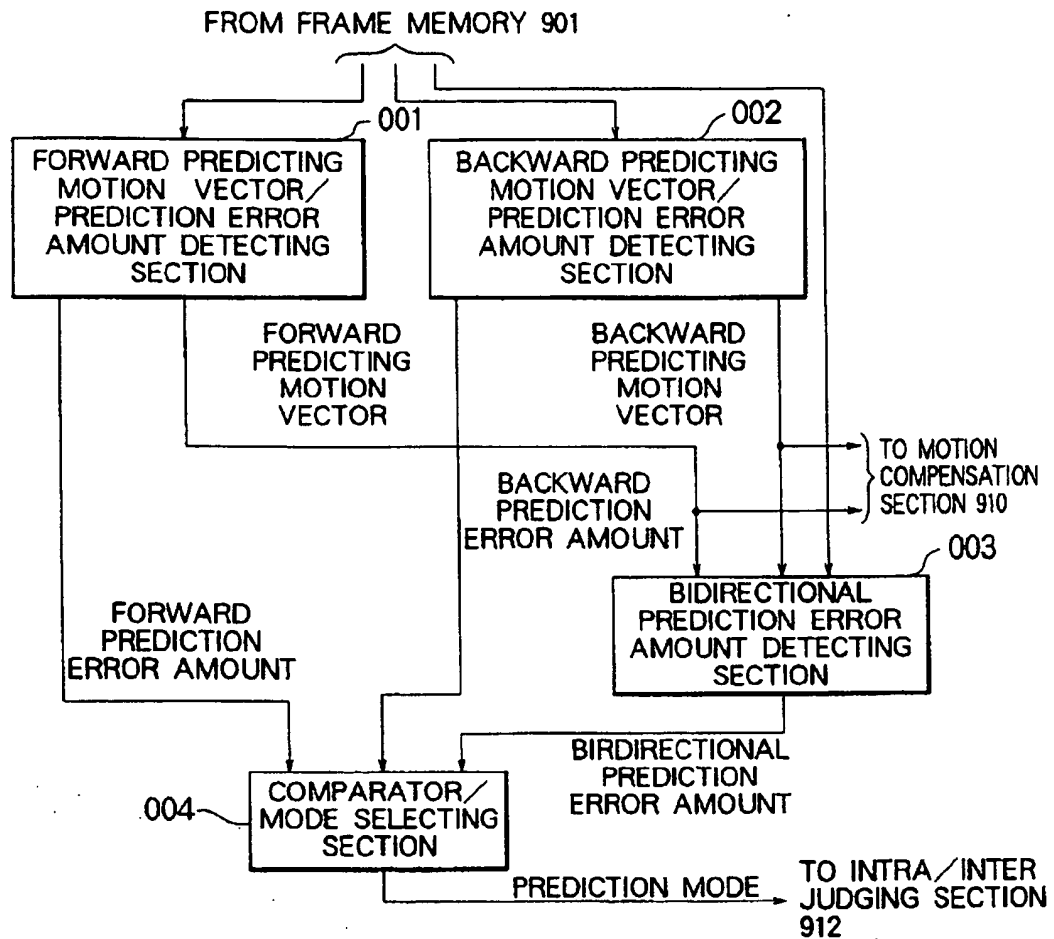 FROM FRAME MEMORY 901
001
FORWARD PREDICTING
MOTION VECTOR/
PREDICTION ERROR
AMOUNT DETECTING
SECTION
002
BACKWARD PREDICTING
MOTION VECTOR/
PREDICTION ERROR
AMOUNT DETECTING
SECTION
FORWARD
PREDICTING
MOTION
VECTOR
BACKWARD
PREDICTING
MOTION
VECTOR
TO MOTION
COMPENSATION
SECTION 910
BACKWARD
PREDICTION
ERROR AMOUNT
003
BIDIRECTIONAL
PREDICTION ERROR
AMOUNT DETECTING
SECTION
FORWARD
PREDICTION
ERROR AMOUNT
BIRDIRECTIONAL
PREDICTION
ERROR AMOUNT
004
COMPARATOR/
MODE SELECTING
SECTION
PREDICTION MODE
TO INTRA/INTER
JUDGING SECTION
912